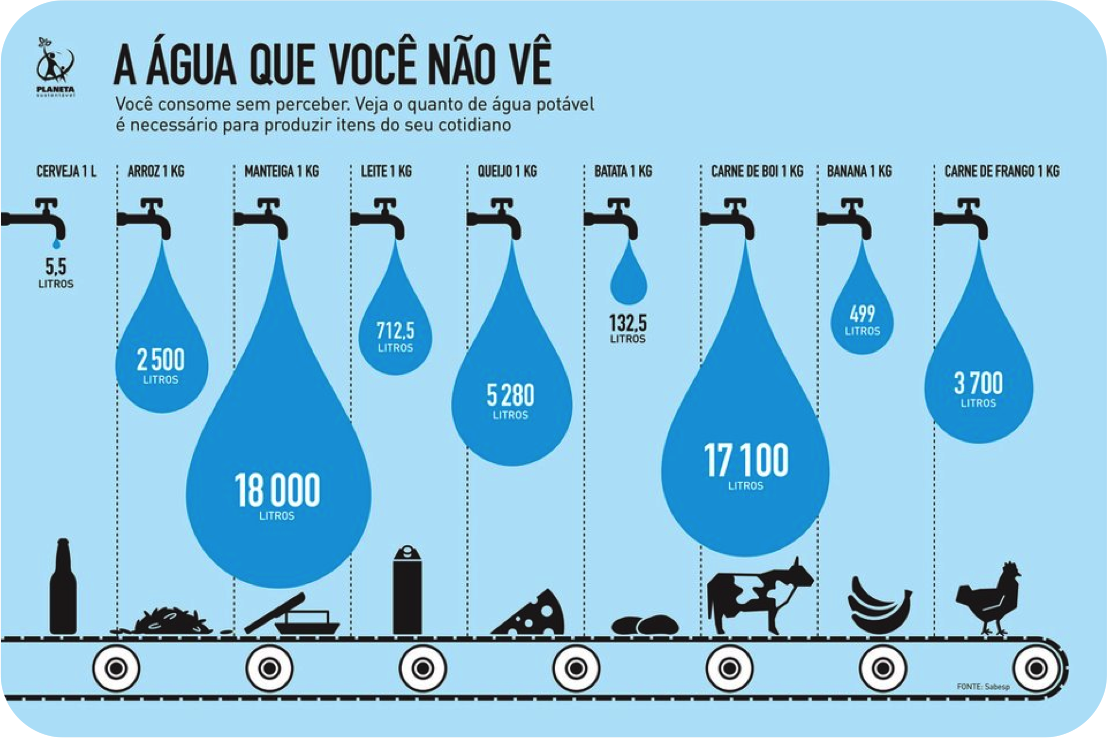 PLANETA
sustentável
A ÁGUA QUE VOCÊ NÃO VÊ
Você consome sem perceber. Veja o quanto de água potável
é necessário para produzir itens do seu cotidiano
CERVEJA 1 L
5,5
LITROS
ARROZ 1 KG
2 500
LITROS
MANTEIGA 1 KG
18 000
LITROS
LEITE 1 KG
712,5
LITROS
QUEIJO 1 KG
5 280
LITROS
BATATA 1 KG
132,5
LITROS
CARNE DE BOI 1 KG
17 100
LITROS
BANANA 1 KG
499
LITROS
CARNE DE FRANGO 1 KG
3 700
LITROS
FONTE: Sabesp